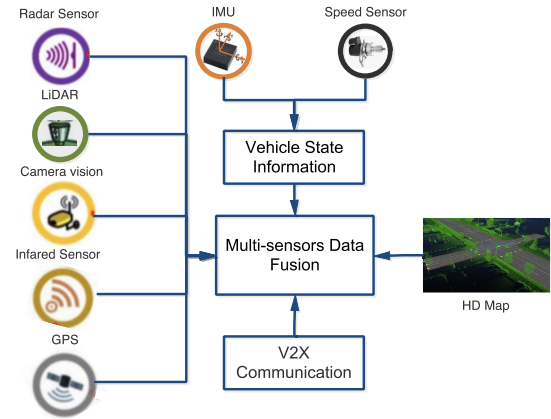 Radar Sensor
IMU
Speed Sensor
LiDAR
Camera vision
Vehicle State
Information
Infared Sensor
Multi-sensors Data
Fusion
HD Map
GPS
V2X
Communication